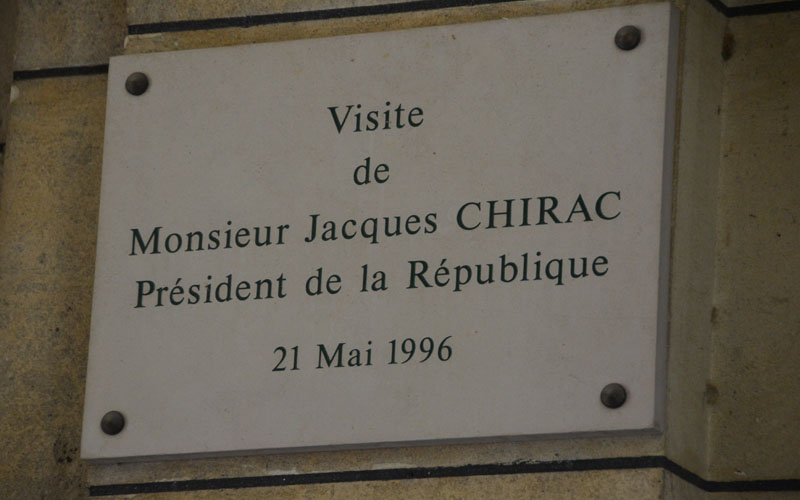 Visite
de
Monsieur Jacques CHIRAC
Président de la République
21 Mai 1996